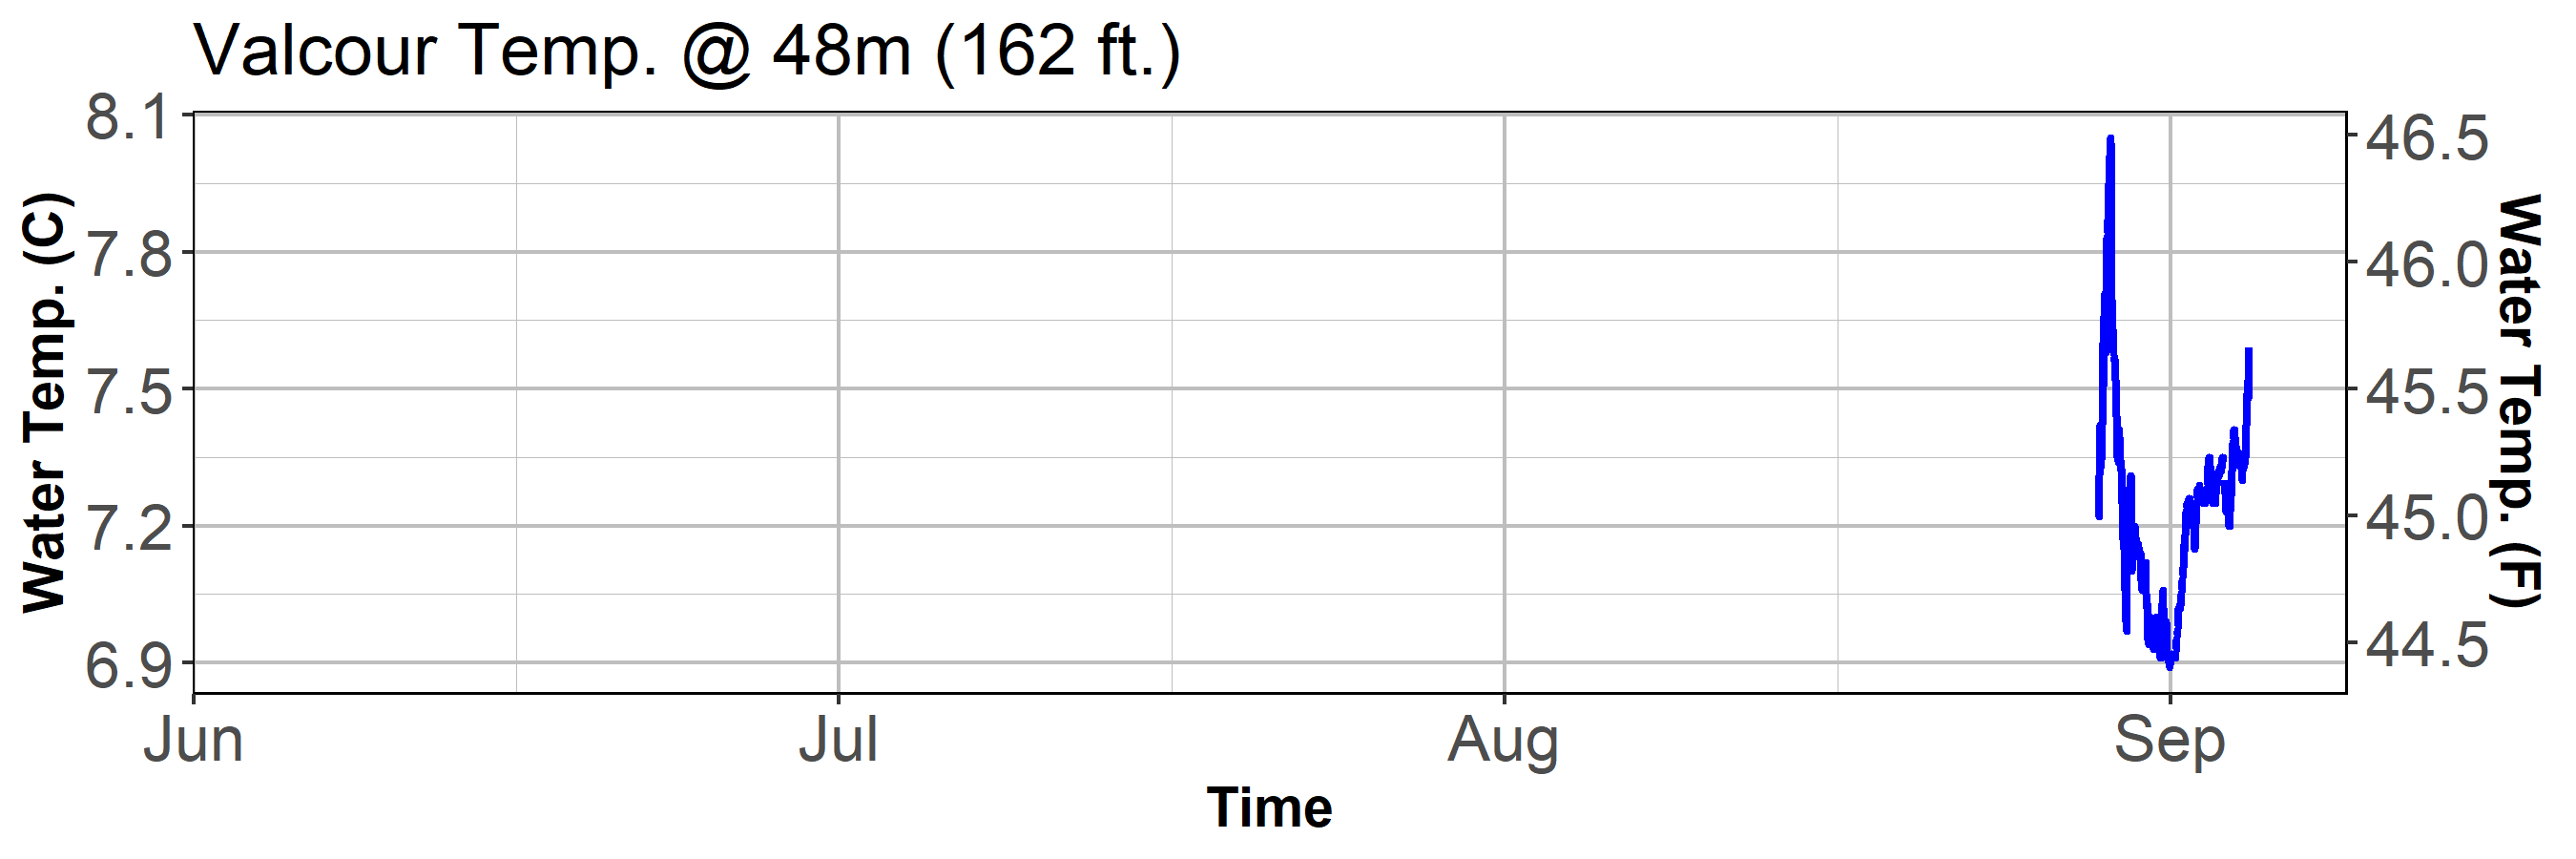 Valcour Temp. @ 48m (162 ft.)
Water Temp. (C)
8.1
7.8
7.5
7.2
6.9
46.5
46.0
45.5
45.0
44.5
Water Temp. (F)
Jun Jul Aug Sep
Time